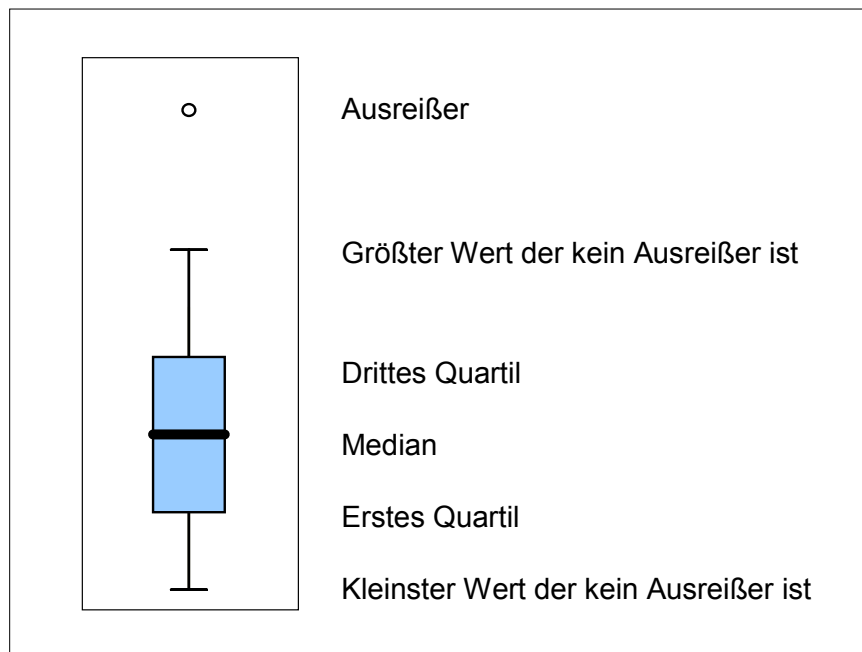 Ausreißer
Größter Wert der kein Ausreißer ist
Drittes Quartil
Median
Erstes Quartil
Kleinster Wert der kein Ausreißer ist